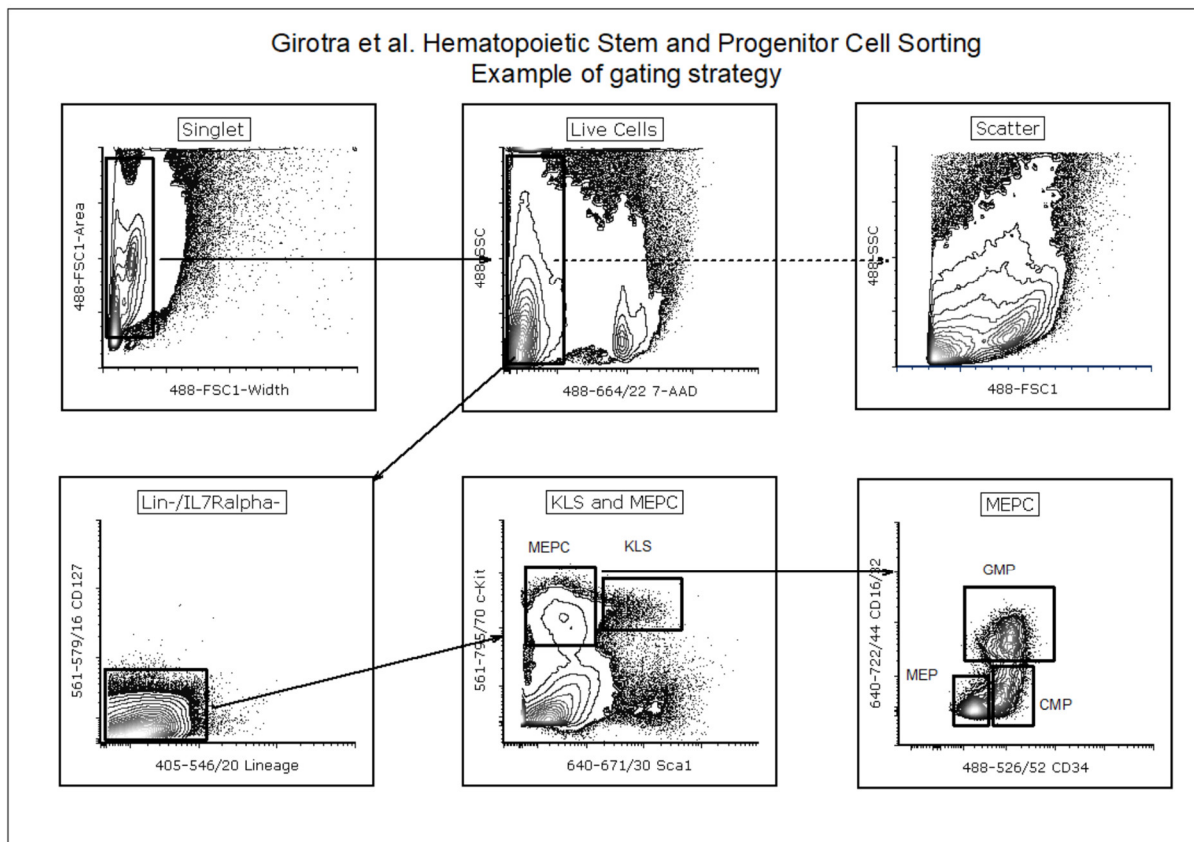 Girotra et al. Hematopoietic Stem and Progenitor Cell Sorting
Example of gating strategy
Singlet
488-FSC1-Area
488-FSC1-Width
Live Cells
488-SSC
488-664/22 7-AAD
Scatter
488-SSC
488-FSC1
Lin-/IL7Ralpha-
561-579/16 CD127
405-546/20 Lineage
KLS and MEPC
MEPC
KLS
561-795/70 c-Kit
640-671/30 Sca1
MEPC
GMP
640-722/44 CD16/32
MEP
CMP
488-526/52 CD34